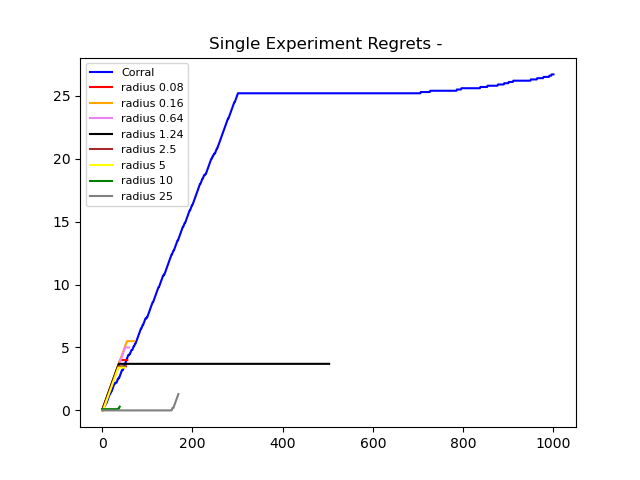 Single Experiment Regrets -
Corral
radius 0.08
radius 0.16
radius 0.64
radius 1.24
radius 2.5
radius 5
radius 10
radius 25
25
20
15
10
5
0
0 200 400 600 800 1000